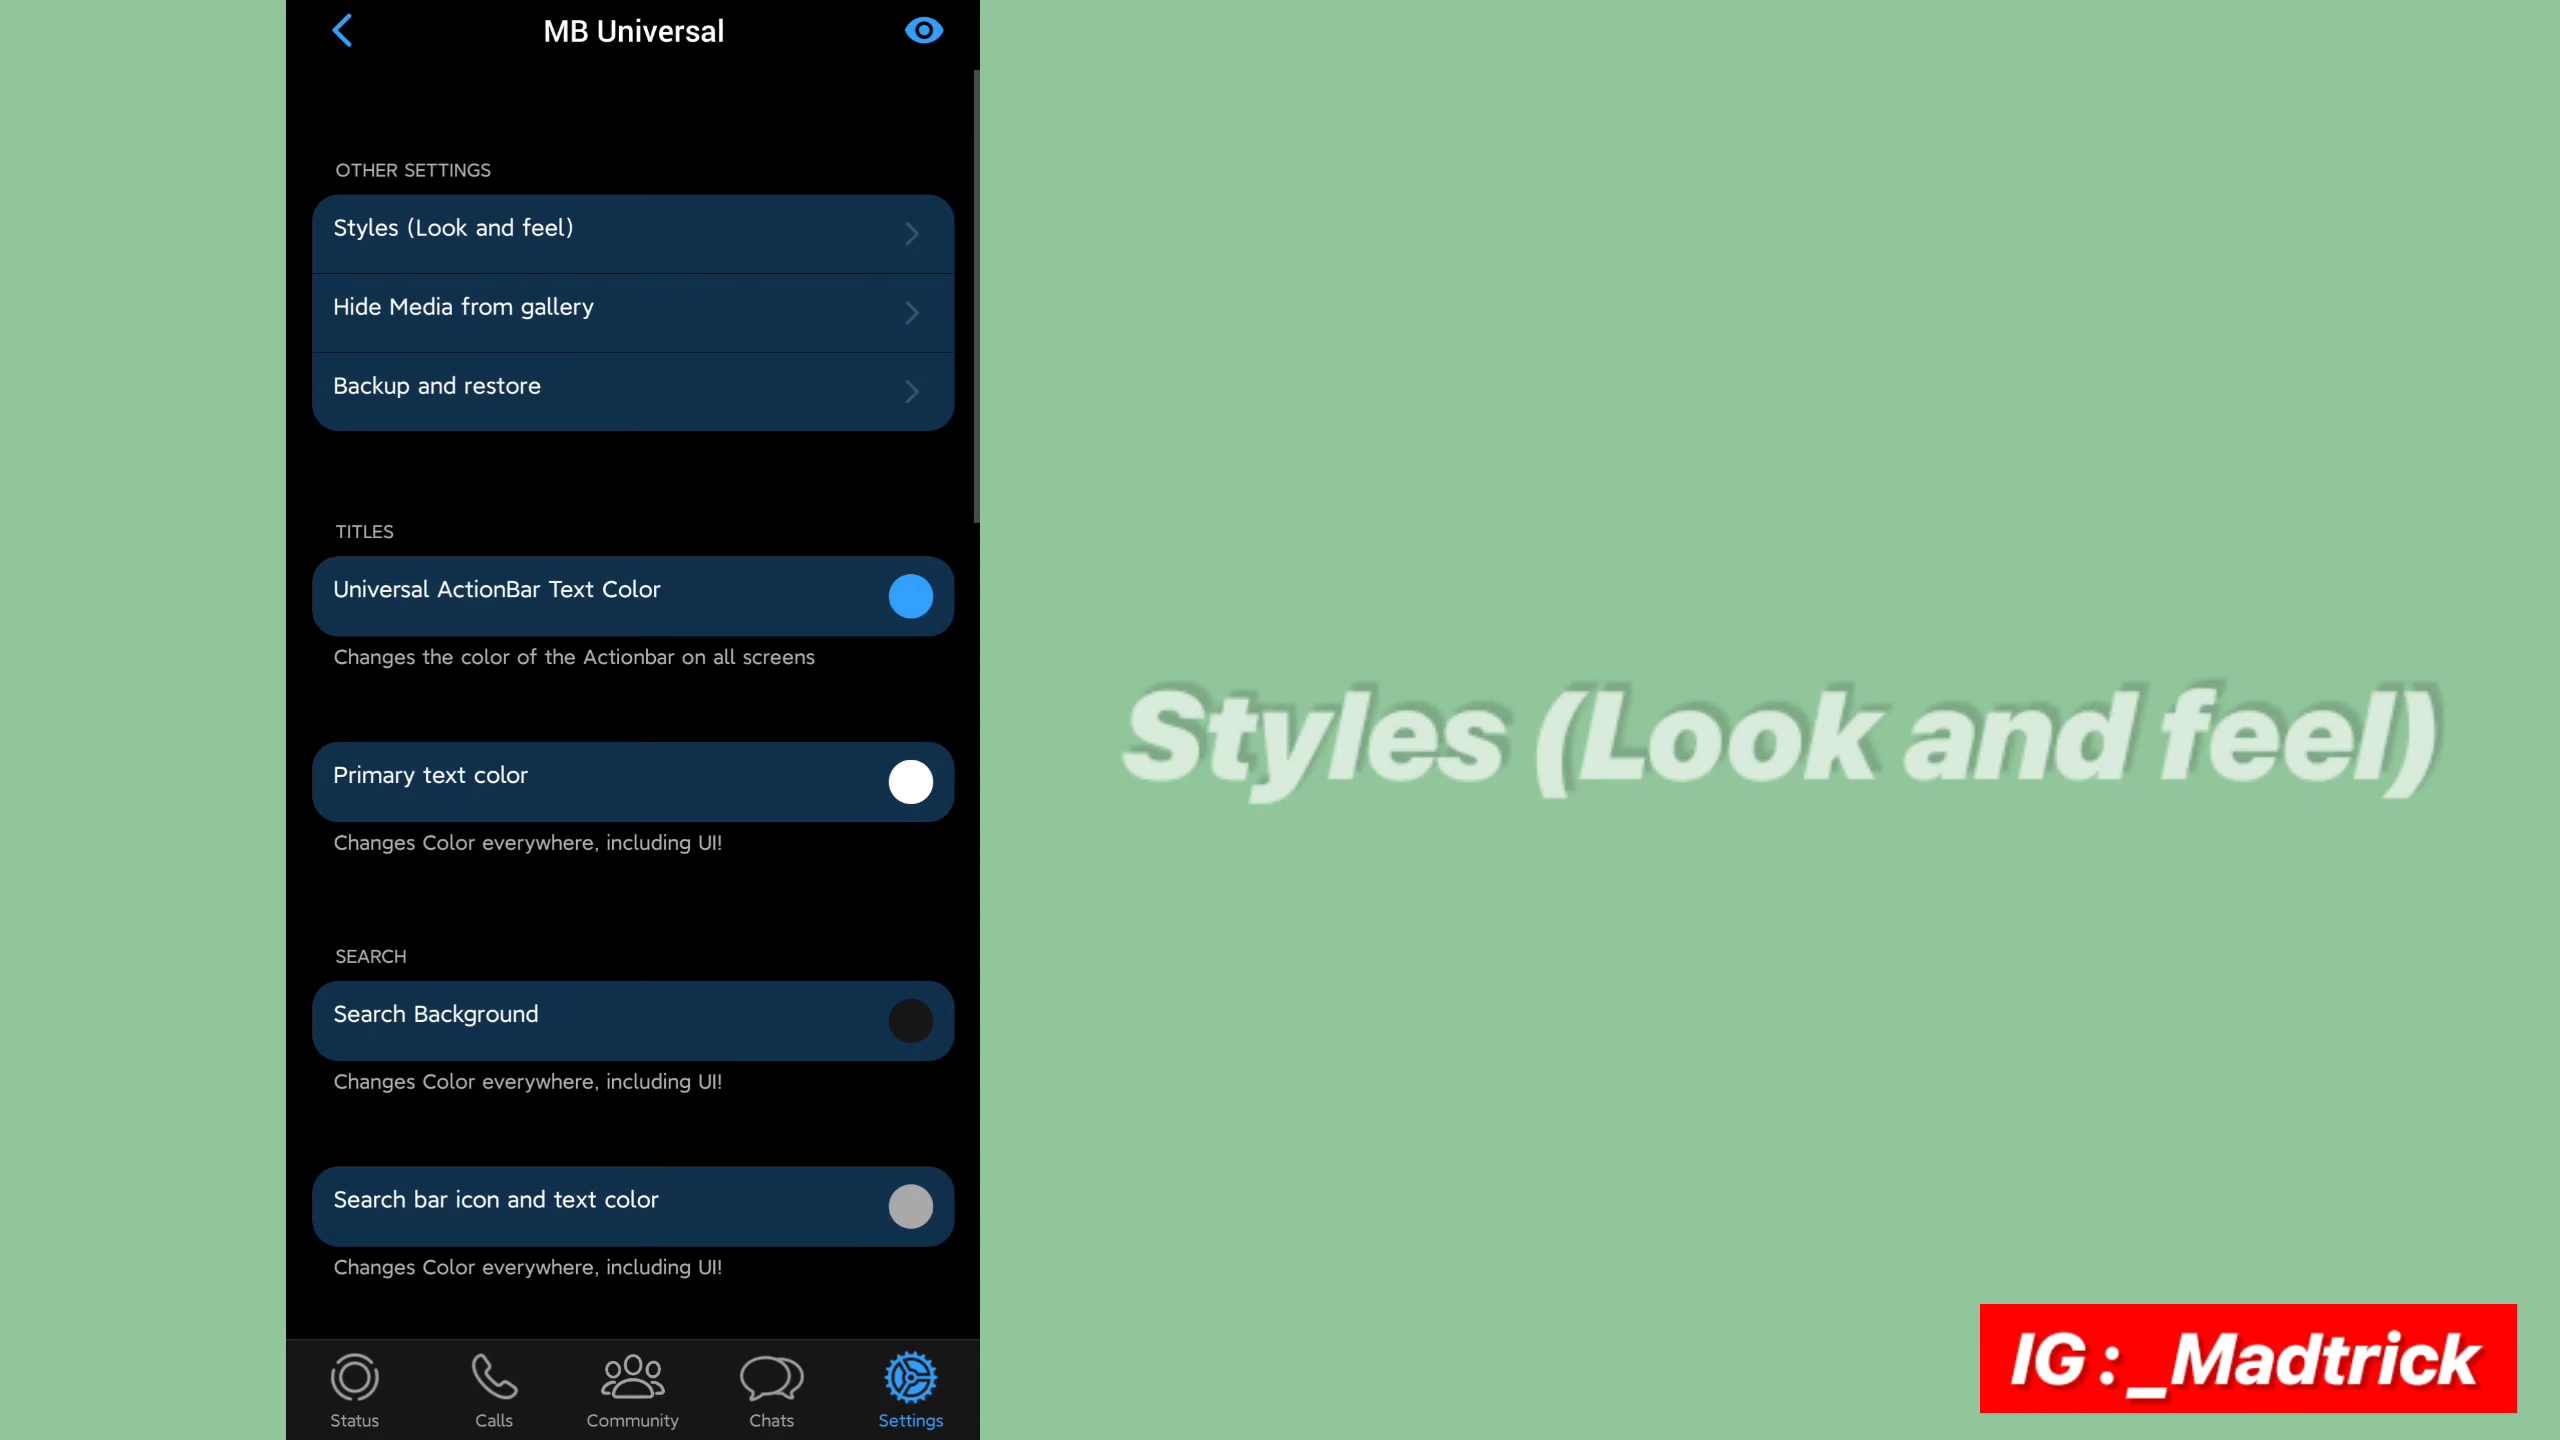 MB Universal
OTHER SETTINGS
Styles (Look and feel)
Hide Media from gallery
Backup and restore
TITLES
Universal ActionBar Text Color
Changes the color of the Actionbar on all screens
Primary text color
Changes Color everywhere, including UI!
SEARCH
Search Background
Changes Color everywhere, including UI!
Search bar icon and text color
Changes Color everywhere, including UI!
Status
Calls
Community
Chats
Settings
Styles (Look and feel)
IG : _Madtrick